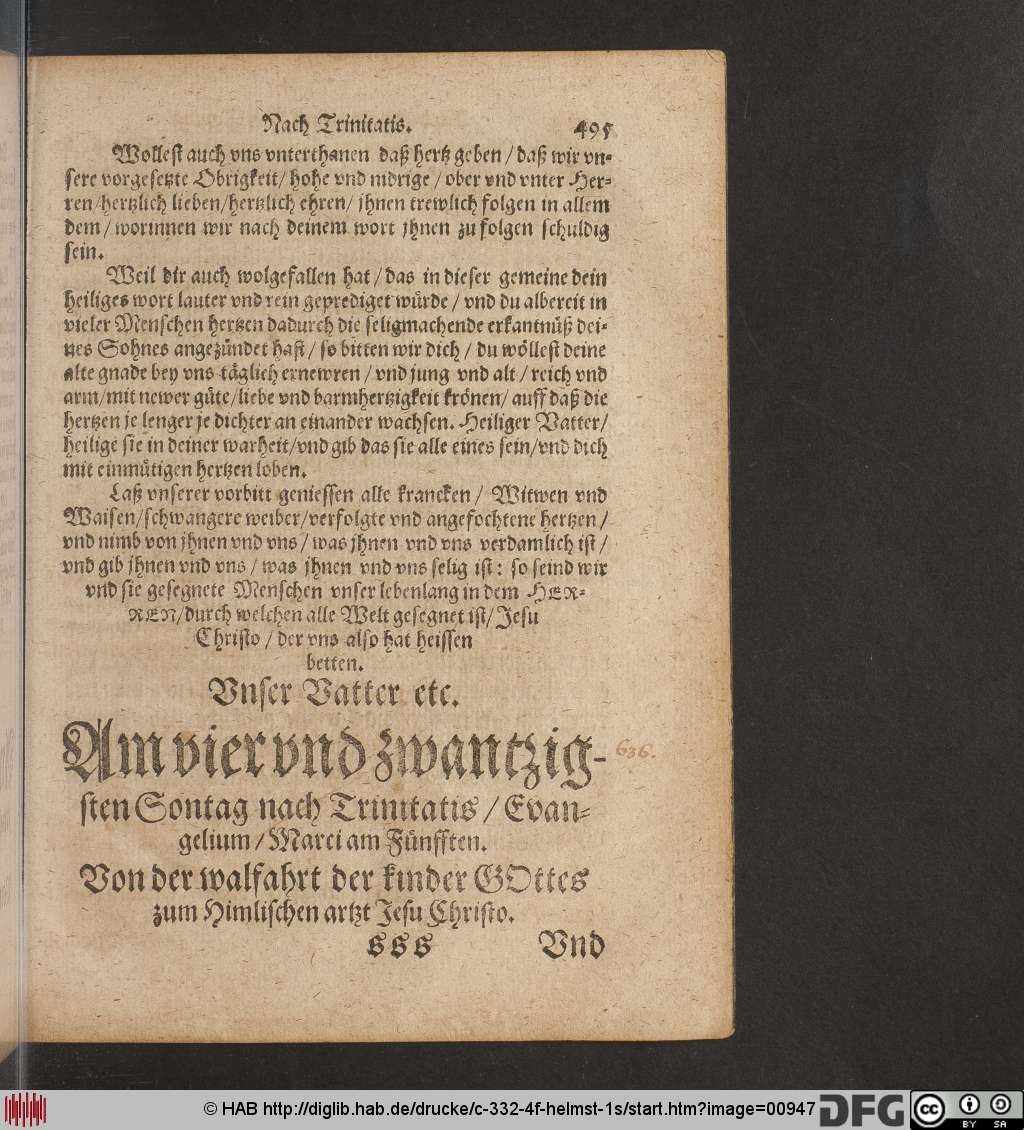 Nach Trinitatis. 495
Wollest auch vns vnterthanen daß hertz geben / daß wir vn-
sere vorgesetzte Obrigkeit / hohe vnd nidrige / ober vnd vnter Her-
ren / hertzlich lieben / hertzlich ehren / jhnen trewlich folgen in allem
dem / worinnen wir nach deinem wort jhnen zu folgen schuldig
sein.
Weil dir auch wolgefallen hat / das in dieser gemeine dein
heiliges wort lauter vnd rein geprediget würde / vnd du albereit in
vieler Menschen hertzen dadurch die seligmachende erkantnüß dei-
nes Sohnes angezündet hast / so bitten wir dich / du wöllest deine
alte gnade bey vns täglich ernewren / vnd jung vnd alt / reich vnd
arm / mit newer güte / liebe vnd barmhertzigkeit krönen / auff daß die
hertzen je lenger je dichter an einander wachsen. Heiliger Vatter /
heilige sie in deiner warheit / vnd gib das sie alle eines sein / vnd dich
mit einmütigen hertzen loben.
Laß vnserer vorbitt geniessen alle krancken / Witwen vnd
Waisen / schwangere weiber / verfolgte vnd angefochtene hertzen /
vnd nimb von jhnen vnd vns / was jhnen vnd vns verdamlich ist /
vnd gib jhnen vnd vns / was jhnen vnd vns selig ist : so seind wir
vnd sie gesegnete Menschen vnser lebenlang in dem HER-
REN / durch welchen alle Welt gesegnet ist / Jesu
Christo / der vns also hat heissen
betten.
Vnser Vatter etc.
Am vier vnd zwantzig- 636.
sten Sontag nach Trinitatis / Evan-
gelium / Marci am Fünfften.
Von der walfahrt der kinder GOttes
zum Himlischen artzt Jesu Christo.
sss Vnd
© HAB http://diglib.hab.de/drucke/c-332-4f-helmst-1s/start.htm?image=00947 DFG cc BY SA